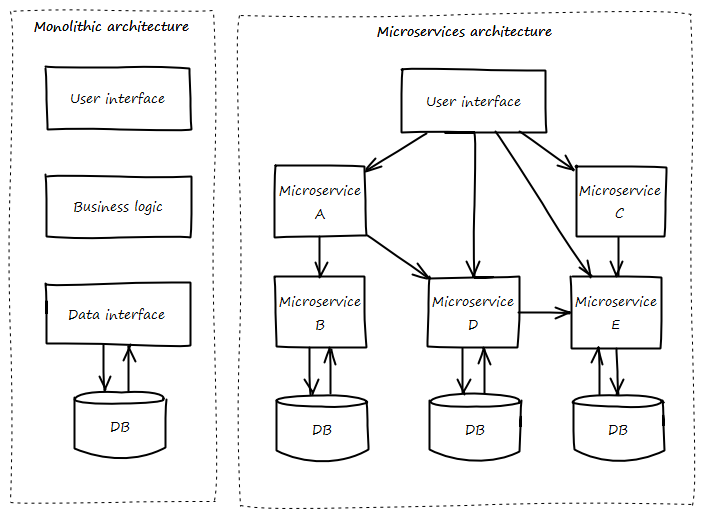 Monolithic architecture
User interface
Business logic
Data interface
DB
Microservices architecture
User interface
Microservice
A
Microservice
C
Microservice
B
Microservice
D
Microservice
E
DB
DB
DB